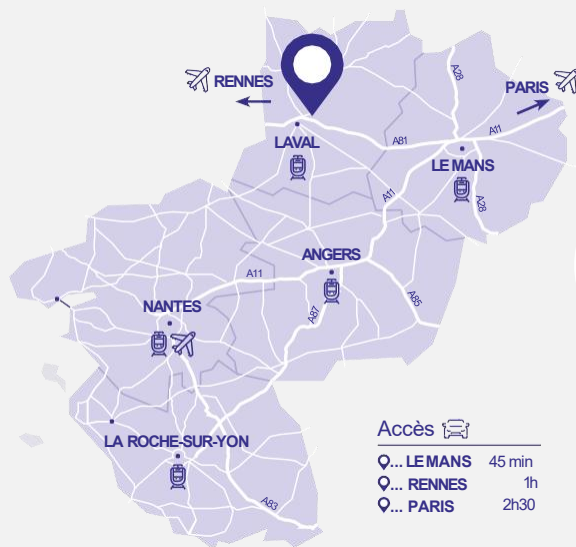 A28
RENNES
PARIS
A11
LAVAL
A81
LE MANS
A11
A28
ANGERS
A11
A85
NANTES
A87
LA ROCHE-SUR-YON
A83
Accès
... LE MANS 45 min
... RENNES 1h
... PARIS 2h30